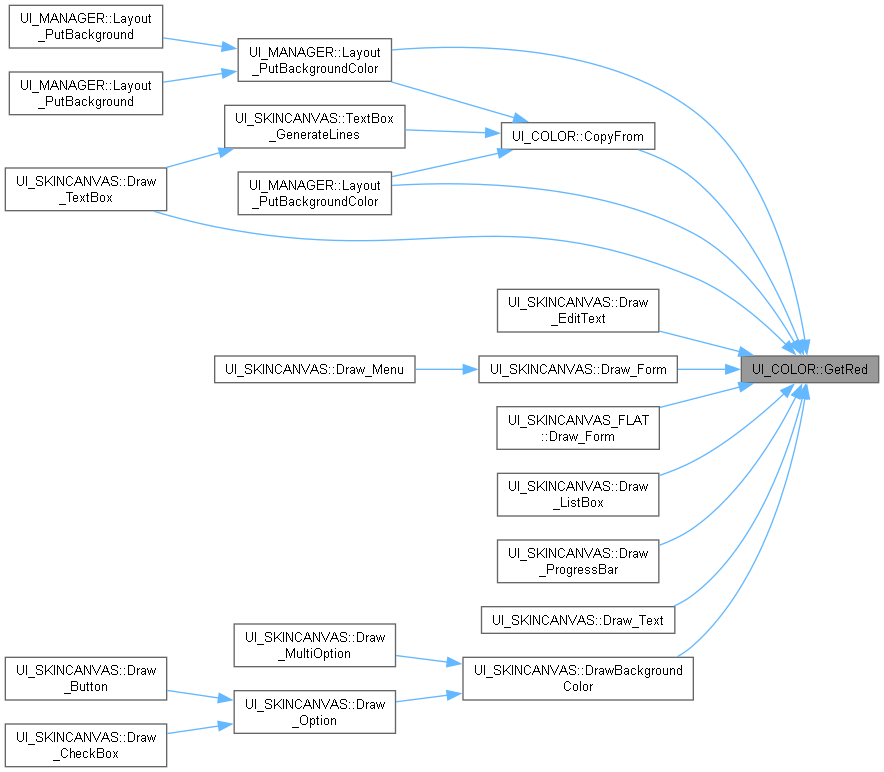 UI_MANAGER::Layout
_PutBackground
UI_MANAGER::Layout
_PutBackgroundColor
UI_MANAGER::Layout
_PutBackground
UI_SKINCANVAS::TextBox
_GenerateLines
UI_COLOR::CopyFrom
UI_SKINCANVAS::Draw
_TextBox
UI_MANAGER::Layout
_PutBackgroundColor
UI_SKINCANVAS::Draw
_EditText
UI_SKINCANVAS::Draw_Menu
UI_SKINCANVAS::Draw_Form
UI_COLOR::GetRed
UI_SKINCANVAS_FLAT
::Draw_Form
UI_SKINCANVAS::Draw
_ListBox
UI_SKINCANVAS::Draw
_ProgressBar
UI_SKINCANVAS::Draw_Text
UI_SKINCANVAS::Draw
_MultiOption
UI_SKINCANVAS::DrawBackground
Color
UI_SKINCANVAS::Draw
_Button
UI_SKINCANVAS::Draw
_Option
UI_SKINCANVAS::Draw
_CheckBox